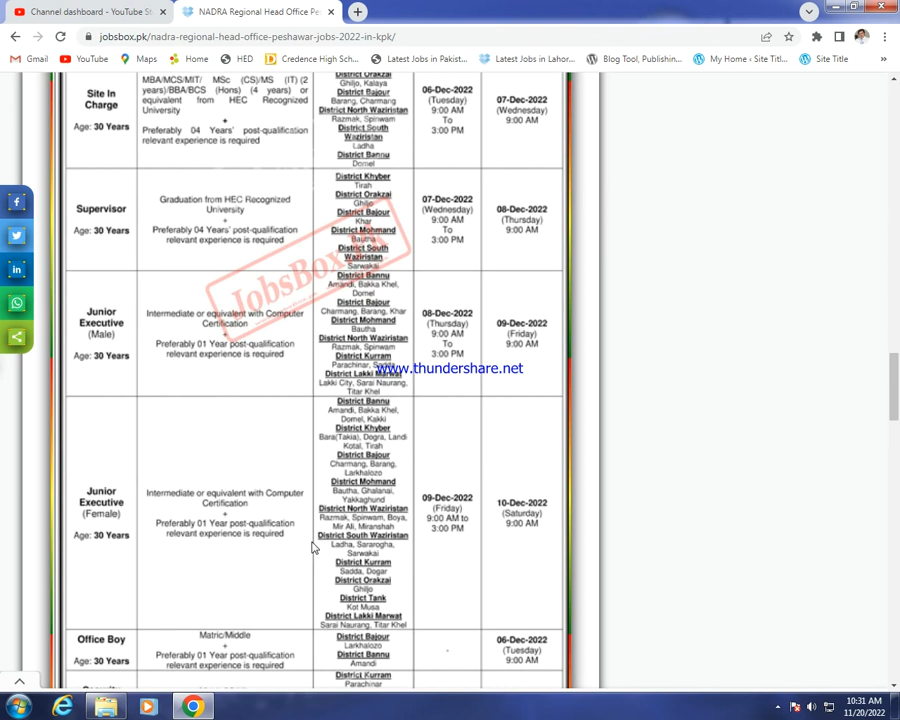 Channel dashboard - YouTube St
NADRA Regional Head Office Pe
jobsbox.pk/nadra-regional-head-office-peshawar-jobs-2022-in-kpk/
Gmail
YouTube
Maps
Home
HED
Credence High Sc...
Latest Jobs in Pakist...
Latest Jobs in Lahor...
Blog Tool, Publishin...
My Home ‹ Site Titl...
Site Title
Site In
Charge
Age: 30 Years
MBA/MCS/MIT/ MSc (CS)/MS (IT) (2
years)/BBA/BCS (Hons) (4 years) or
equivalent from HEC Recognized
University
+
Preferably 04 Years' post-qualification
relevant experience is required
District Orakzai
Ghiljo, Kalaya
District Bajour
Barang, Charmang
District North Waziristan
Razmak, Spinwam
District South
Waziristan
Ladha
District Bannu
Domel
06-Dec-2022
(Tuesday)
9:00 AM
To
3:00 PM
07-Dec-2022
(Wednesday)
9:00 AM
Supervisor
Age: 30 Years
Graduation from HEC Recognized
University
+
Preferably 04 Years' post-qualification
relevant experience is required
District Khyber
Tirah
District Orakzai
Ghiljo
District Bajour
Khar
District Mohmand
Bautha
District South
Waziristan
Sarwakai
07-Dec-2022
(Wednesday)
9:00 AM
To
3:00 PM
08-Dec-2022
(Thursday)
9:00 AM
JobsBox.PK
Junior
Executive
(Male)
Age: 30 Years
Intermediate or equivalent with Computer
Certification
+
Preferably 01 Year post-qualification
relevant experience is required
District Bannu
Amandi, Bakka Khel,
Domel
District Bajour
Charmang, Barang, Khar
District Mohmand
Bautha
District North Waziristan
Razmak, Spinwam
District Kurram
Parachinar, Sadda
District Lakki Marwat
Lakki City, Sarai Naurang,
Titar Khel
08-Dec-2022
(Thursday)
9:00 AM
To
3:00 PM
09-Dec-2022
(Friday)
9:00 AM
www.thundershare.net
Junior
Executive
(Female)
Age: 30 Years
Intermediate or equivalent with Computer
Certification
+
Preferably 01 Year post-qualification
relevant experience is required
District Bannu
Amandi, Bakka Khel,
Domel, Kakki
District Khyber
Bara(Takia), Dogra, Landi
Kotal, Tirah
District Bajour
Charmang, Barang,
Larkhalozo
District Mohmand
Bautha, Ghalanai,
Yakkaghund
District North Waziristan
Razmak, Spinwam, Boya,
Mir Ali, Miranshah
District South Waziristan
Ladha, Sararogha,
Sarwakai
District Kurram
Sadda, Dogar
District Orakzai
Ghiljo
District Tank
Kot Musa
District Lakki Marwat
Sarai Naurang, Titar Khel
09-Dec-2022
(Friday)
9:00 AM to
3:00 PM
10-Dec-2022
(Saturday)
9:00 AM
Office Boy
Age: 30 Years
Matric/Middle
+
Preferably 01 Year post-qualification
relevant experience is required
District Bajour
Larkhalozo
District Bannu
Amandi
-
06-Dec-2022
(Tuesday)
9:00 AM
District Kurram
Parachinar
10:31 AM
11/20/2022